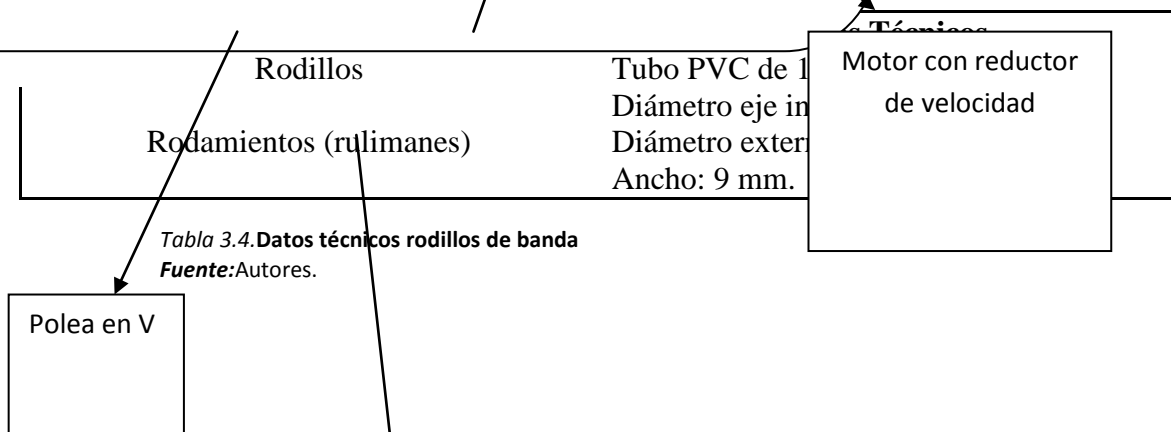 Técnicos
Rodillos Tubo PVC de 1
Diámetro eje in
Rodamientos (rulimanes) Diámetro exter
Ancho: 9 mm.
Motor con reductor
de velocidad
Tabla 3.4.Datos técnicos rodillos de banda
Fuente:Autores.
Polea en V